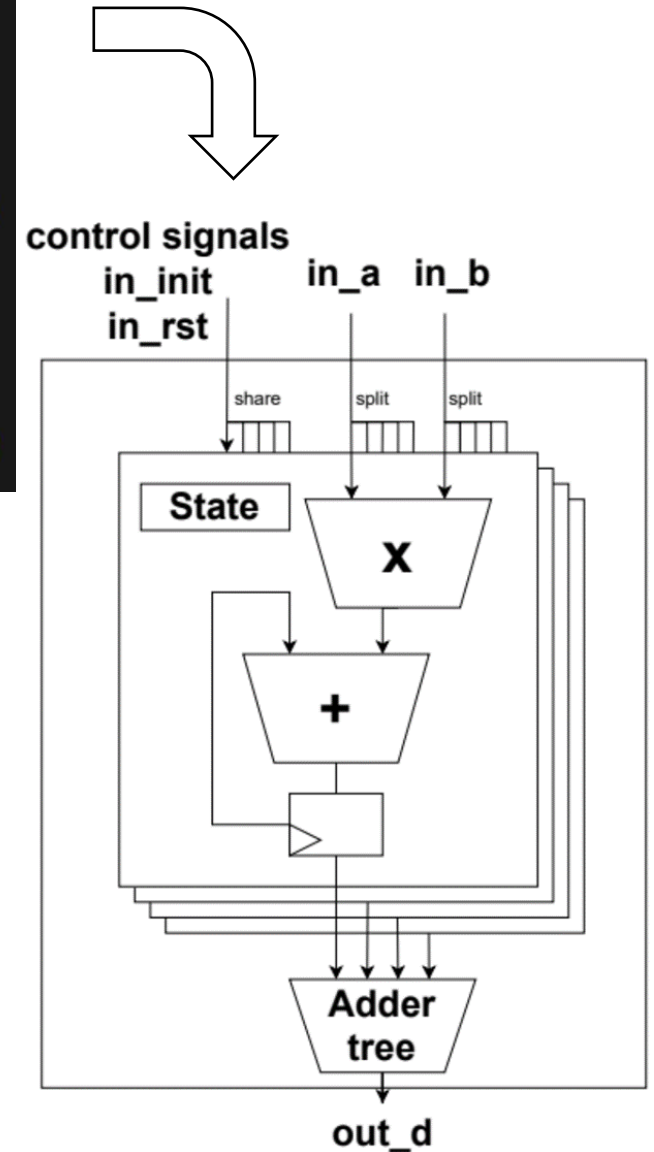 control signals
in_init
in_rst
in_a in_b
share
split
split
State
x
+
Adder
tree
out_d